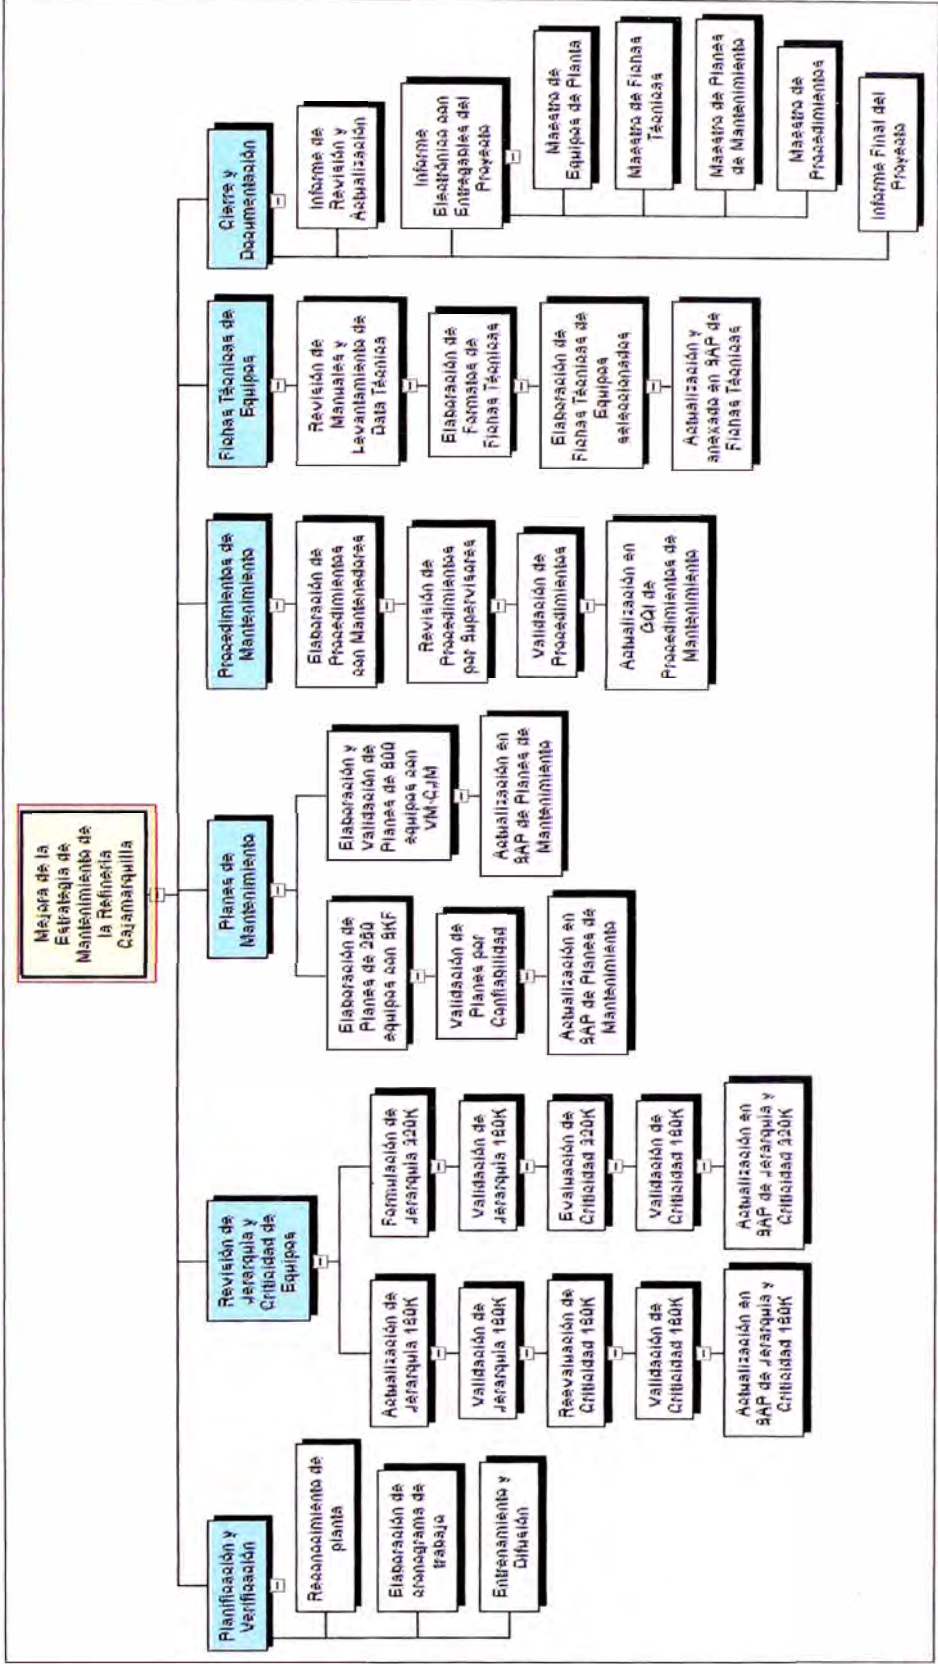 Mejora de la
Estrategia de
Mantenimiento de
la Refinería
Cajamarquilla
Planificación y
Verificación
Reconocimiento de
planta
Elaboración de
cronograma de
trabajo
Entrenamiento y
Difusión
Revisión de
Jerarquía y
Criticidad de
Equipos
Actualización de
Jerarquía 160K
Validación de
Jerarquía 160K
Reevaluación de
Criticidad 160K
Validación de
Criticidad 160K
Actualización en
SAP de Jerarquía y
Criticidad 160K
Formulación de
Jerarquía 320K
Validación de
Jerarquía 160K
Evaluación de
Criticidad 320K
Validación de
Criticidad 160K
Actualización en
SAP de Jerarquía y
Criticidad 320K
Planes de
Mantenimiento
Elaboración de
Planes de 260
equipos con SKF
Validación de
Planes por
Confiabilidad
Actualización en
SAP de Planes de
Mantenimiento
Elaboración y
Validación de
Planes de 800
equipos con
VM-CJM
Actualización en
SAP de Planes de
Mantenimiento
Procedimientos de
Mantenimiento
Elaboración de
Procedimientos
con Mantenedores
Revisión de
Procedimientos
por Supervisores
Validación de
Procedimientos
Actualización en
de
Procedimientos de
Mantenimiento
Fichas Técnicas de
Equipos
Revisión de
Manuales y
Levantamiento de
Data Técnica
Elaboración de
Formatos de
Fichas Técnicas
Elaboración de
Fichas Técnicas de
Equipos
seleccionados
Actualización y
anexado en SAP de
Fichas Técnicas
Cierre y
Documentación
Informe de
Revisión y
Actualización
Informe
Electrónico con
Entregables del
Proyecto
Maestro de
Equipos de Planta
Maestro de Fichas
Técnicas
Maestro de Planes
de Mantenimiento
Maestro de
Procedimientos
Informe Final del
Proyecto